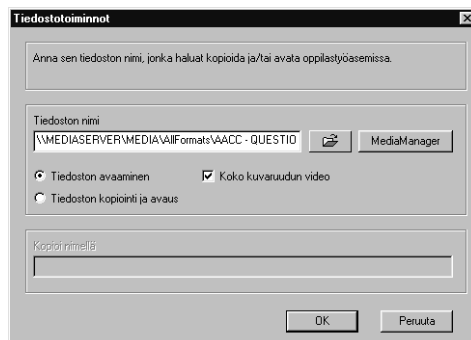 Tiedostotoiminnot
Anna sen tiedoston nimi, jonka haluat kopioida ja/tai avata oppilastyöasemissa.
Tiedoston nimi
\\MEDIASERVER\MEDIA\AllFormats\AACC - QUESTIO
MediaManager
Tiedoston avaaminen
Koko kuvaruudun video
Tiedoston kopiointi ja avaus
Kopioi nimellä
OK
Peruuta